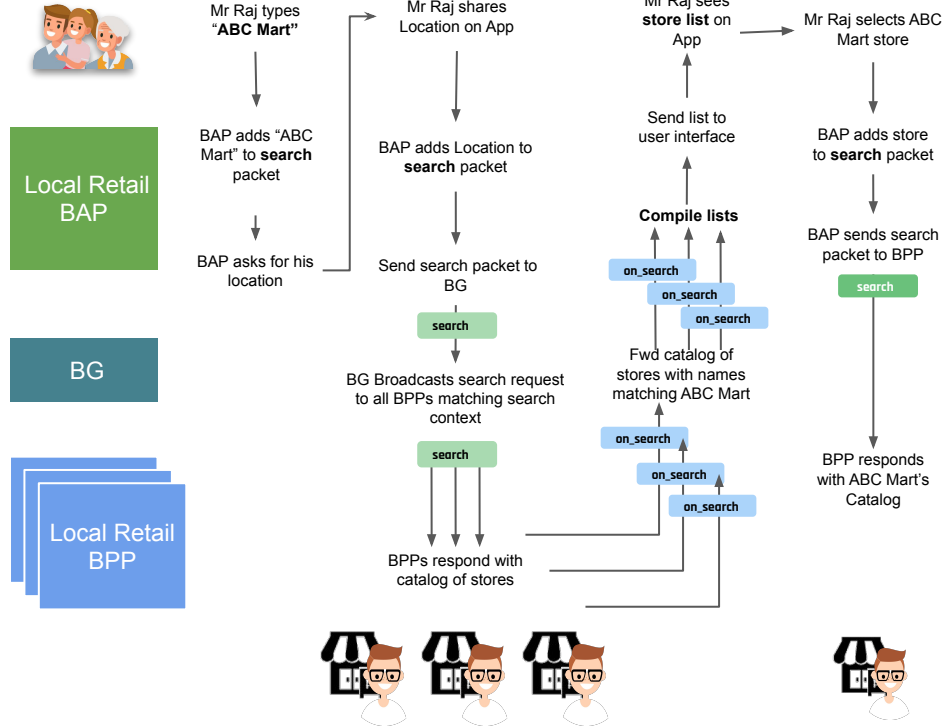 Mr Raj types
“ABC Mart”
BAP adds “ABC
Mart” to search
packet
BAP asks for his
location
Mr Raj shares
Location on App
BAP adds Location to
search packet
Send search packet to
BG
search
BG Broadcasts search request
to all BPPs matching search
context
search
BPPs respond with
catalog of stores
on_search
on_search
on_search
Fwd catalog of
stores with names
matching ABC Mart
on_search
on_search
on_search
Compile lists
Send list to
user interface
Mr Raj sees
store list on
App
Mr Raj selects ABC
Mart store
BAP adds store
to search packet
BAP sends search
packet to BPP
search
BPP responds
with ABC Mart’s
Catalog
Local Retail
BAP
BG
Local Retail
BPP